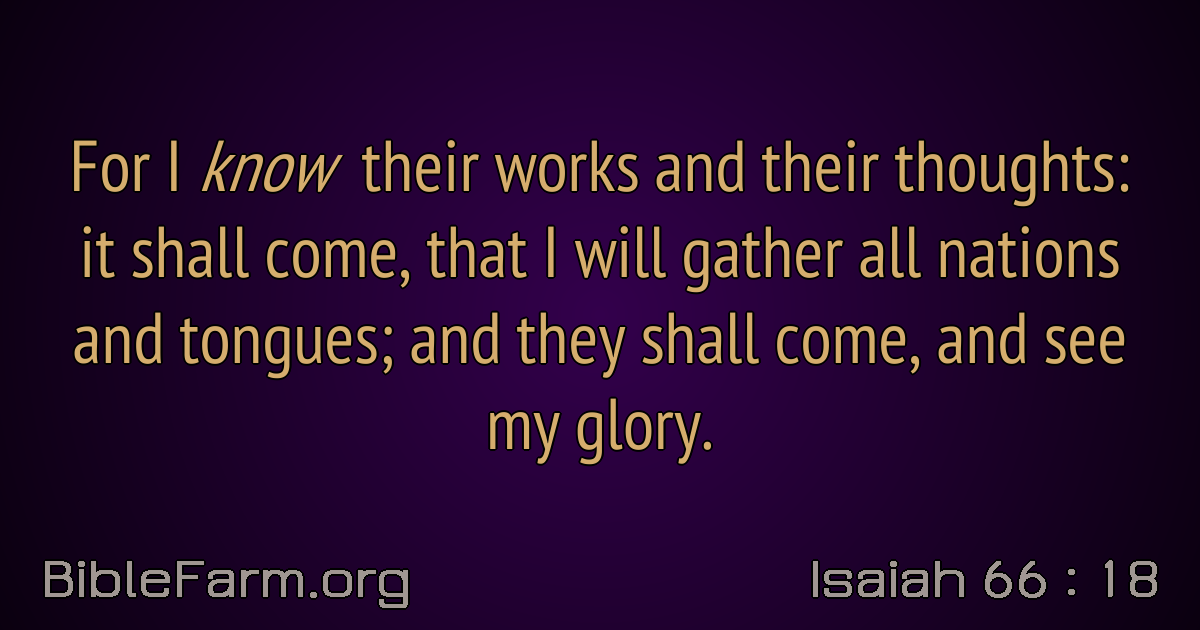 For I know their works and their thoughts:
it shall come, that I will gather all nations
and tongues; and they shall come, and see
my glory.
BibleFarm.org
Isaiah 66 : 18